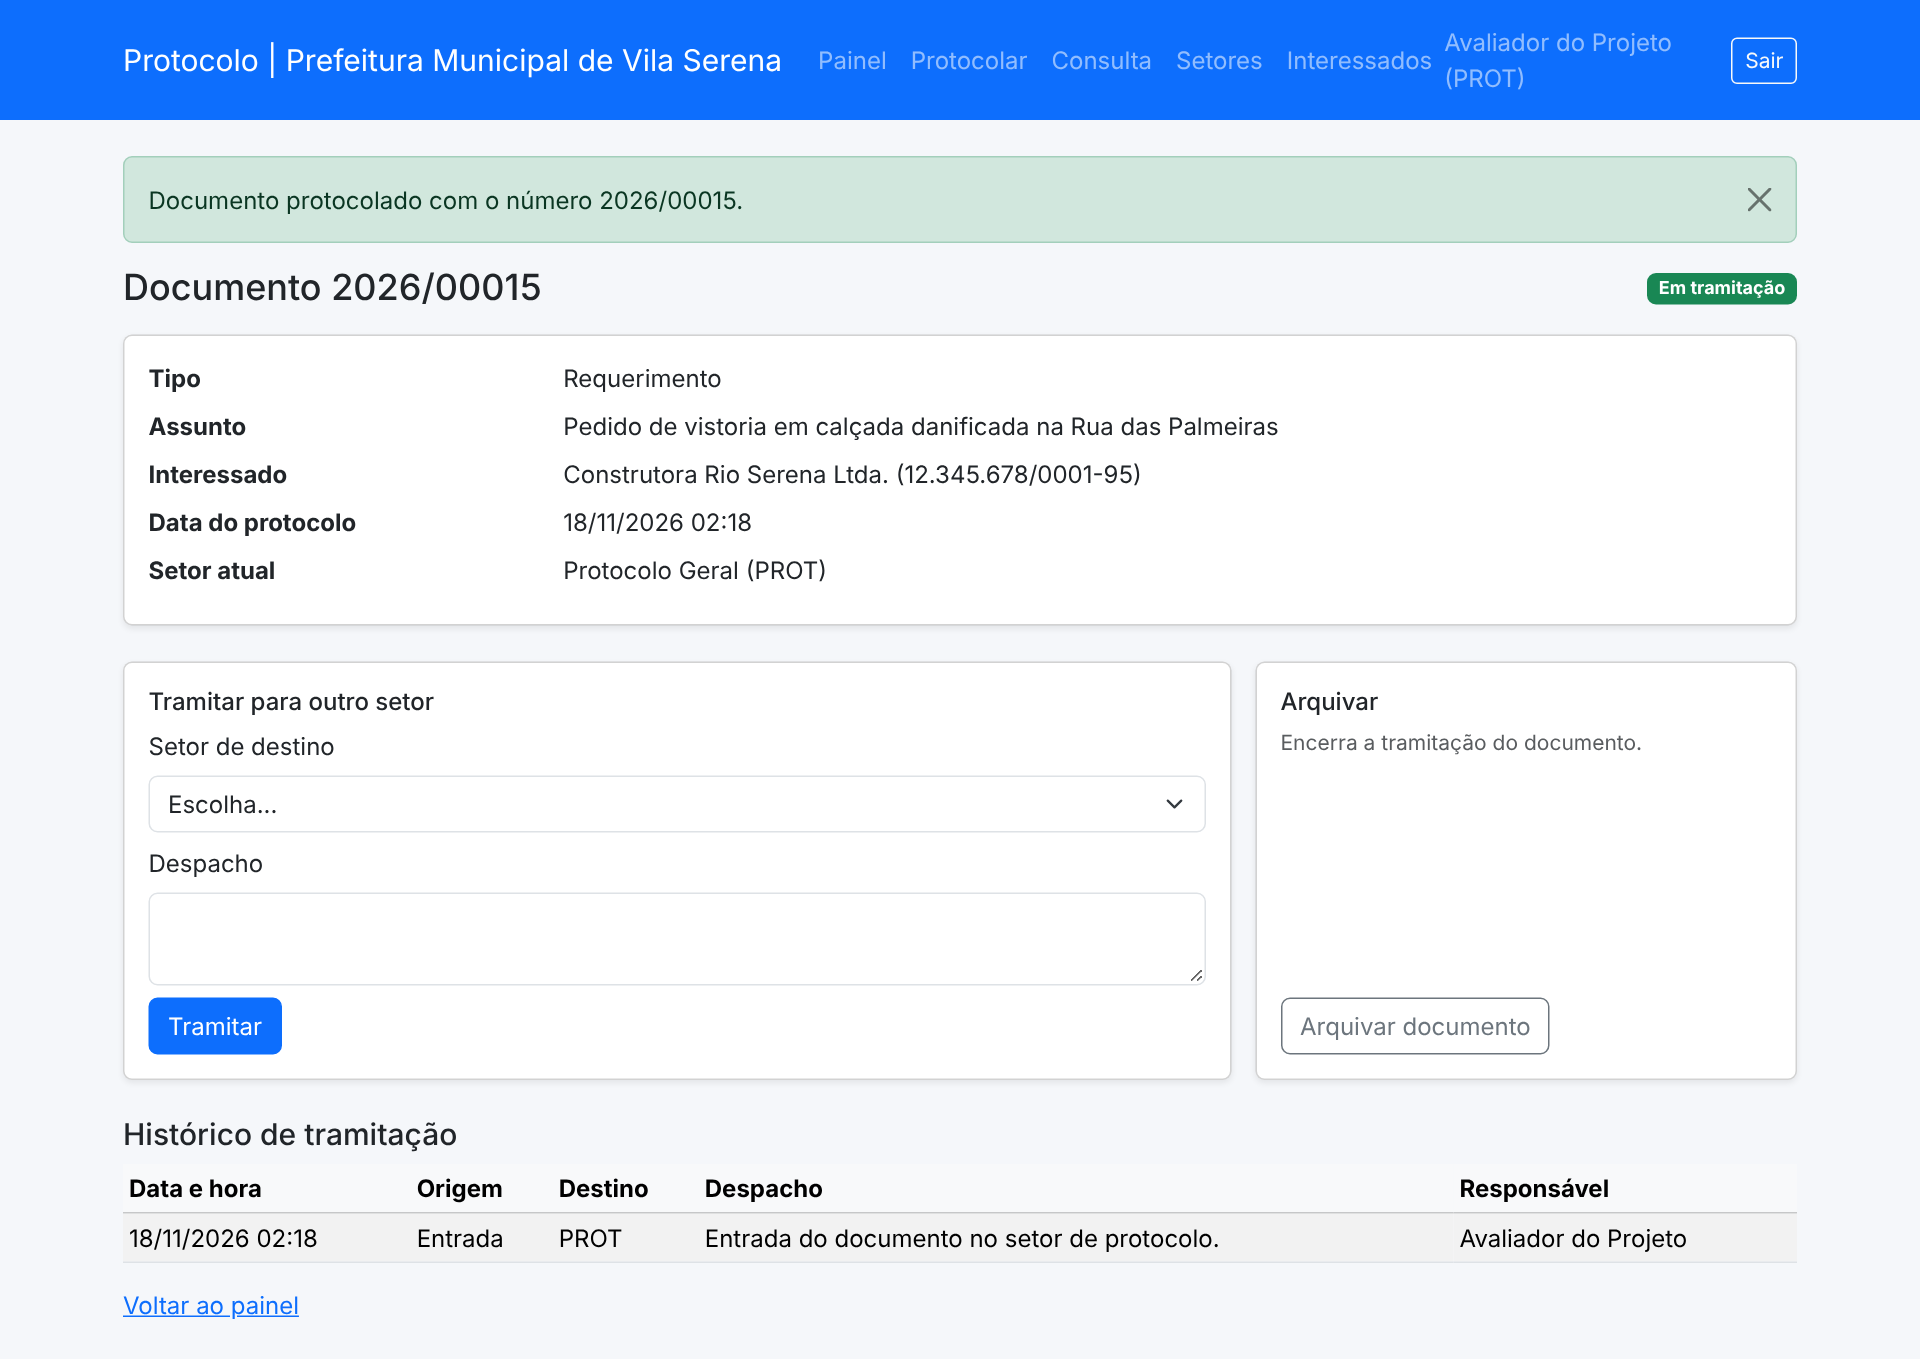 Protocolo | Prefeitura Municipal de Vila Serena
Painel
Protocolar
Consulta
Setores
Interessados
Avaliador do Projeto
(PROT)
Sair
Documento protocolado com o número 2026/00015.
Documento 2026/00015
Em tramitação
Tipo Requerimento
Assunto Pedido de vistoria em calçada danificada na Rua das Palmeiras
Interessado Construtora Rio Serena Ltda. (12.345.678/0001-95)
Data do protocolo 18/11/2026 02:18
Setor atual Protocolo Geral (PROT)
Tramitar para outro setor
Setor de destino
Escolha...
Despacho
Tramitar
Arquivar
Encerra a tramitação do documento.
Arquivar documento
Histórico de tramitação
Data e hora Origem Destino Despacho Responsável
18/11/2026 02:18 Entrada PROT Entrada do documento no setor de protocolo. Avaliador do Projeto
Voltar ao painel